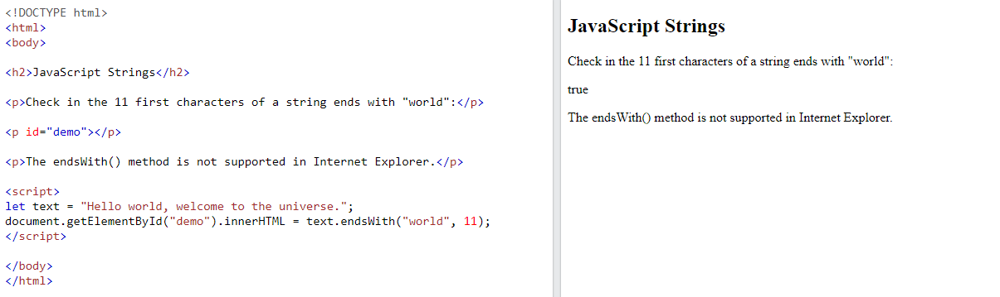 <!DOCTYPE html>
<html>
<body>
<h2>JavaScript Strings</h2>
<p>Check in the 11 first characters of a string ends with "world":</p>
<p id="demo"></p>
<p>The endsWith() method is not supported in Internet Explorer.</p>
<script>
let text = "Hello world, welcome to the universe.";
document.getElementById("demo").innerHTML = text.endsWith("world", 11);
</script>
</body>
</html>
JavaScript Strings
Check in the 11 first characters of a string ends with "world":
true
The endsWith() method is not supported in Internet Explorer.